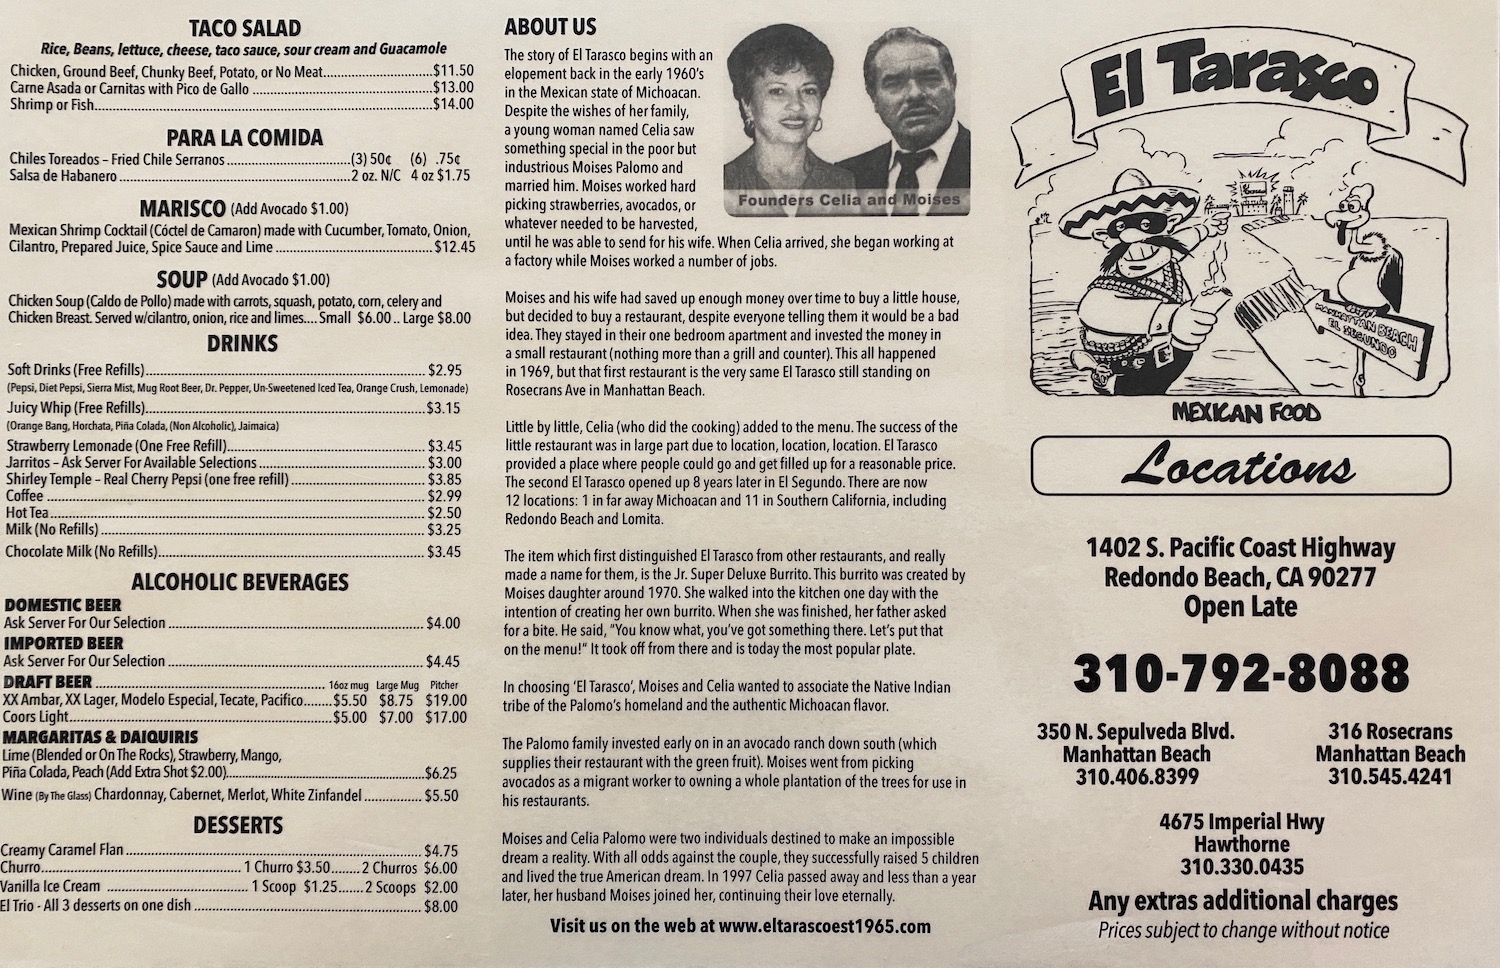 TACO SALAD
Rice, Beans, lettuce, cheese, taco sauce, sour cream and Guacamole
Chicken, Ground Beef, Chunky Beef, Potato, or No Meat..........................$11.50
Carne Asada or Carnitas with Pico de Gallo ..........................$13.00
Shrimp or Fish..........................$14.00
PARA LA COMIDA
Chiles Toreados – Fried Chile Serranos..........................(3) 50¢ (6) .75¢
Salsa de Habanero..........................2 oz. N/C 4 oz $1.75
MARISCO (Add Avocado $1.00)
Mexican Shrimp Cocktail (Cóctel de Camaron) made with Cucumber, Tomato, Onion,
Cilantro, Prepared Juice, Spice Sauce and Lime..........................$12.45
SOUP (Add Avocado $1.00)
Chicken Soup (Caldo de Pollo) made with carrots, squash, potato, corn, celery and
Chicken Breast. Served w/cilantro, onion, rice and limes.... Small $6.00 .. Large $8.00
DRINKS
Soft Drinks (Free Refills)..........................$2.95
(Pepsi, Diet Pepsi, Sierra Mist, Mug Root Beer, Dr. Pepper, Un-Sweetened Iced Tea, Orange Crush, Lemonade)
Juicy Whip (Free Refills)..........................$3.15
(Orange Bang, Horchata, Piña Colada, (Non Alcoholic), Jamaica)
Strawberry Lemonade (One Free Refill)..........................$3.45
Jarritos – Ask Server For Available Selections..........................$3.00
Shirley Temple – Real Cherry Pepsi (one free refill)..........................$3.85
Coffee..........................$2.99
Hot Tea..........................$2.50
Milk (No Refills)..........................$3.25
Chocolate Milk (No Refills)..........................$3.45
ALCOHOLIC BEVERAGES
DOMESTIC BEER
Ask Server For Our Selection..........................$4.00
IMPORTED BEER
Ask Server For Our Selection..........................$4.45
DRAFT BEER.......................... 16oz mug Large Mug Pitcher
XX Ambar, XX Lager, Modelo Especial, Tecate, Pacifico.......$5.50 $8.75 $19.00
Coors Light..........................$5.00 $7.00 $17.00
MARGARITAS & DAIQUIRIS
Lime (Blended or On The Rocks), Strawberry, Mango,
Piña Colada, Peach (Add Extra Shot $2.00)..........................$6.25
Wine (By The Glass) Chardonnay, Cabernet, Merlot, White Zinfandel ...............$5.50
DESSERTS
Creamy Caramel Flan..........................$4.75
Churro.......................... 1 Churro $3.50........2 Churros $6.00
Vanilla Ice Cream .......................... 1 Scoop $1.25.......2 Scoops $2.00
El Trio - All 3 desserts on one dish..........................$8.00
ABOUT US
The story of El Tarasco begins with an
elopement back in the early 1960's
in the Mexican state of Michoacan.
Despite the wishes of her family,
a young woman named Celia saw
something special in the poor but
industrious Moises Palomo and
married him. Moises worked hard
picking strawberries, avocados, or
whatever needed to be harvested,
until he was able to send for his wife. When Celia arrived, she began working at
a factory while Moises worked a number of jobs.
Founders Celia and Moises
Moises and his wife had saved up enough money over time to buy a little house,
but decided to buy a restaurant, despite everyone telling them it would be a bad
idea. They stayed in their one bedroom apartment and invested the money in
a small restaurant (nothing more than a grill and counter). This all happened
in 1969, but that first restaurant is the very same El Tarasco still standing on
Rosecrans Ave in Manhattan Beach.
Little by little, Celia (who did the cooking) added to the menu. The success of the
little restaurant was in large part due to location, location, location. El Tarasco
provided a place where people could go and get filled up for a reasonable price.
The second El Tarasco opened up 8 years later in El Segundo. There are now
12 locations: 1 in far away Michoacan and 11 in Southern California, including
Redondo Beach and Lomita.
The item which first distinguished El Tarasco from other restaurants, and really
made a name for them, is the Jr. Super Deluxe Burrito. This burrito was created by
Moises daughter around 1970. She walked into the kitchen one day with the
intention of creating her own burrito. When she was finished, her father asked
for a bite. He said, "You know what, you've got something there. Let's put that
on the menu!" It took off from there and is today the most popular plate.
In choosing 'El Tarasco', Moises and Celia wanted to associate the Native Indian
tribe of the Palomo's homeland and the authentic Michoacan flavor.
The Palomo family invested early on in an avocado ranch down south (which
supplies their restaurant with the green fruit). Moises went from picking
avocados as a migrant worker to owning a whole plantation of the trees for use in
his restaurants.
Moises and Celia Palomo were two individuals destined to make an impossible
dream a reality. With all odds against the couple, they successfully raised 5 children
and lived the true American dream. In 1997 Celia passed away and less than a year
later, her husband Moises joined her, continuing their love eternally.
Visit us on the web at www.eltarascoest1965.com
El Tarasco
MANHATTAN BEACH
EL SEGUNDO
MEXICAN FOOD
Locations
1402 S. Pacific Coast Highway
Redondo Beach, CA 90277
Open Late
310-792-8088
350 N. Sepulveda Blvd.
Manhattan Beach
310.406.8399
316 Rosecrans
Manhattan Beach
310.545.4241
4675 Imperial Hwy
Hawthorne
310.330.0435
Any extras additional charges
Prices subject to change without notice